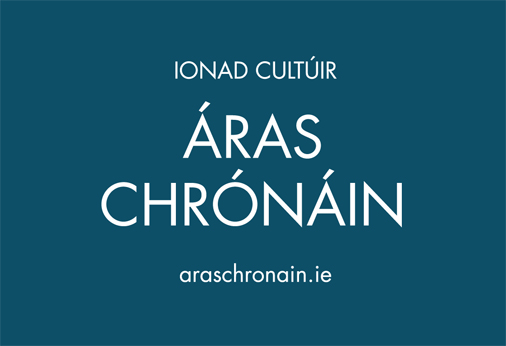 IONAD CULTÚIR
ÁRAS
CHRÓNÁIN
araschronain.ie